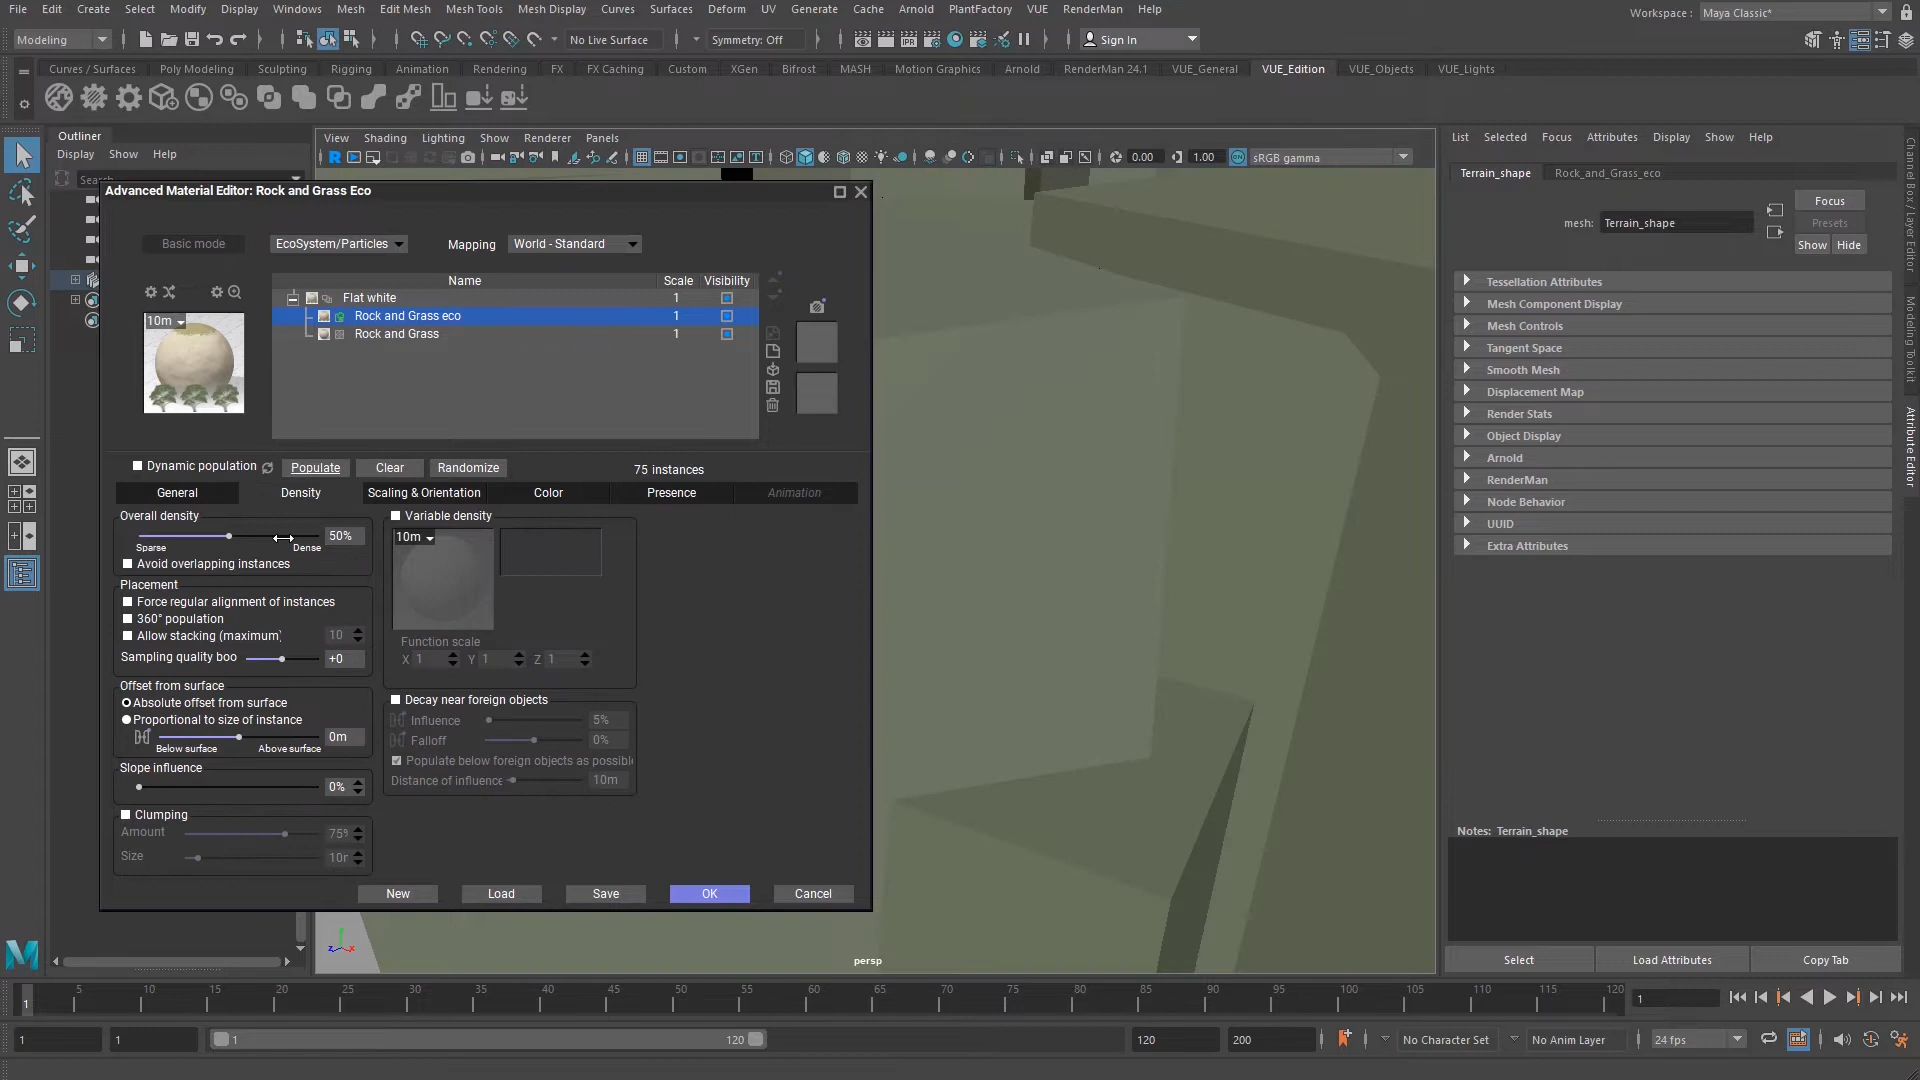 File Edit Create Select Modify Display Windows Mesh Edit Mesh Mesh Tools Mesh Display Curves Surfaces Deform UV Generate Cache Arnold PlantFactory VUE RenderMan Help
Workspace : Maya Classic*
Modeling
No Live Surface
Symmetry: Off
IPR
Sign In
Curves / Surfaces Poly Modeling Sculpting Rigging Animation Rendering FX FX Caching Custom XGen Bifrost MASH Motion Graphics Arnold RenderMan 24.1 VUE_General VUE_Edition VUE_Objects VUE_Lights
Outliner
Display Show Help
Search...
View Shading Lighting Show Renderer Panels
0.00 1.00 ON sRGB gamma
Advanced Material Editor: Rock and Grass Eco
Basic mode EcoSystem/Particles Mapping World - Standard
Name Scale Visibility
Flat white 1
Rock and Grass eco 1
Rock and Grass 1
10m
Dynamic population Populate Clear Randomize 75 instances
General Density Scaling & Orientation Color Presence Animation
Overall density
50%
Sparse Dense
Avoid overlapping instances
Placement
Force regular alignment of instances
360° population
Allow stacking (maximum) 10
Sampling quality boo +0
Offset from surface
Absolute offset from surface
Proportional to size of instance
0m
Below surface Above surface
Slope influence
0%
Clumping
Amount 75%
Size
Variable density
10m
Function scale
X 1 Y 1 Z 1
Decay near foreign objects
Influence 5%
Falloff 0%
Populate below foreign objects as possibl
Distance of influence 10m
New Load Save OK Cancel
persp
z x
List Selected Focus Attributes Display Show Help
Terrain_shape Rock_and_Grass_eco
mesh: Terrain_shape
Focus
Presets
Show Hide
Tessellation Attributes
Mesh Component Display
Mesh Controls
Tangent Space
Smooth Mesh
Displacement Map
Render Stats
Object Display
Arnold
RenderMan
Node Behavior
UUID
Extra Attributes
Notes: Terrain_shape
Select Load Attributes Copy Tab
Channel Box / Layer Editor
Modeling Toolkit
Attribute Editor
1 5 10 15 20 25 30 35 40 45 50 55 60 65 70 75 80 85 90 95 100 105 110 115 120
1
1 1 1 120 120 200 No Character Set No Anim Layer 24 fps